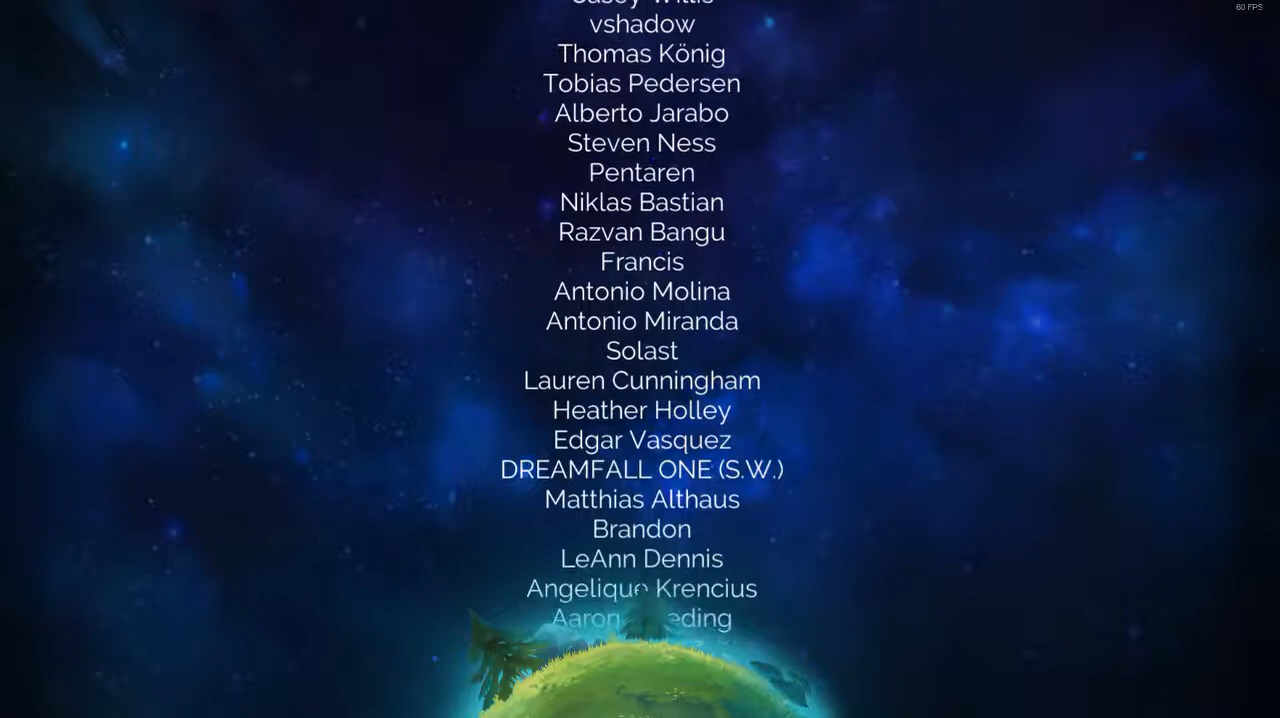 60 FPS
vshadow
Thomas König
Tobias Pedersen
Alberto Jarabo
Steven Ness
Pentaren
Niklas Bastian
Razvan Bangu
Francis
Antonio Molina
Antonio Miranda
Solast
Lauren Cunningham
Heather Holley
Edgar Vasquez
DREAMFALL ONE (S.W.)
Matthias Althaus
Brandon
LeAnn Dennis
Angelique Krencius
Aaron